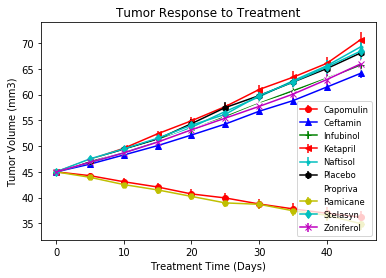 Tumor Response to Treatment
Tumor Volume (mm3)
70
65
60
55
50
45
40
35
Capomulin
Ceftamin
Infubinol
Ketapril
Naftisol
Placebo
Propriva
Ramicane
Stelasyn
Zoniferol
0
10
20
30
40
Treatment Time (Days)